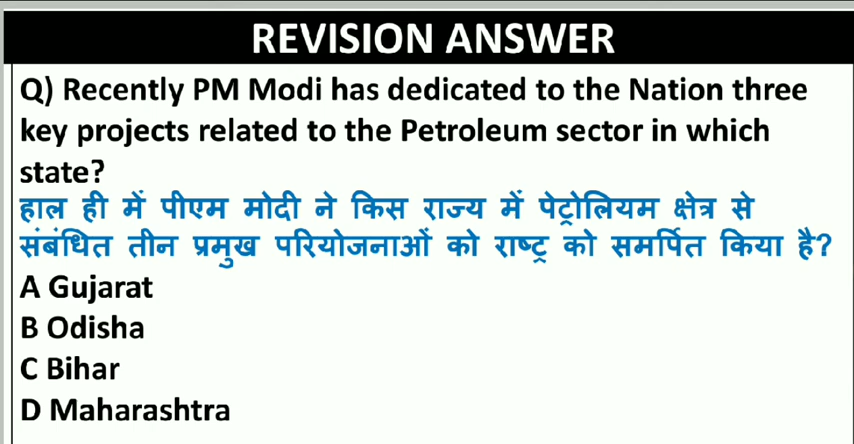 REVISION ANSWER
Q) Recently PM Modi has dedicated to the Nation three
key projects related to the Petroleum sector in which
state?
हाल ही में पीएम मोदी ने किस राज्य में पेट्रोलियम क्षेत्र से
संबंधित तीन प्रमुख परियोजनाओं को राष्ट्र को समर्पित किया है?
A Gujarat
B Odisha
C Bihar
D Maharashtra